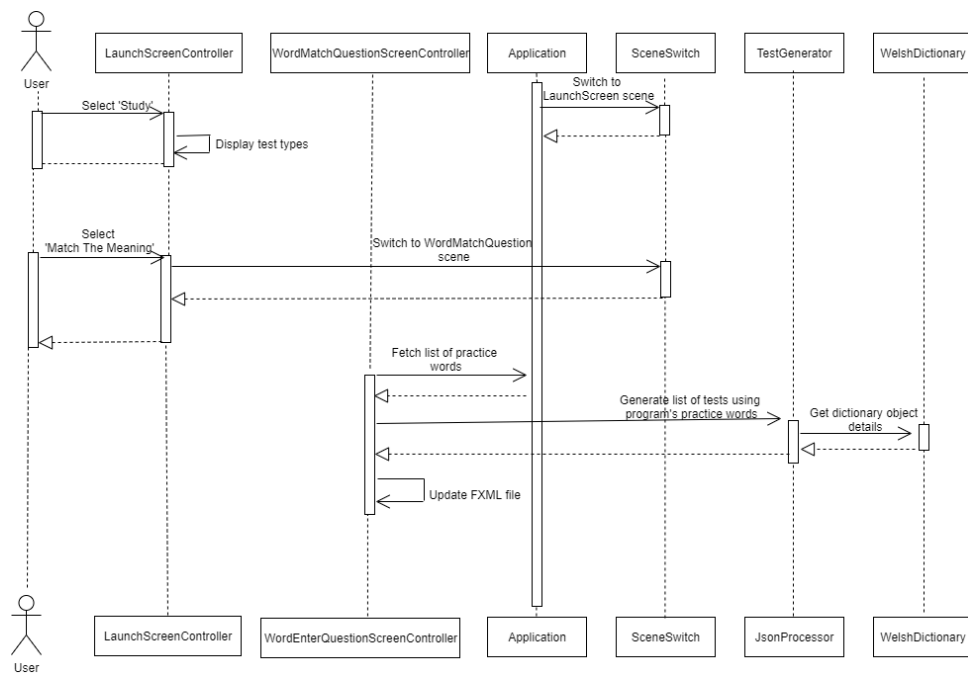 User
LaunchScreenController
WordMatchQuestionScreenController
Application
SceneSwitch
TestGenerator
WelshDictionary
Switch to
LaunchScreen scene
Select 'Study'
Display test types
Select
'Match The Meaning'
Switch to WordMatchQuestion
scene
Fetch list of practice
words
Generate list of tests using
program's practice words
Get dictionary object
details
Update FXML file
User
LaunchScreenController
WordEnterQuestionScreenController
Application
SceneSwitch
JsonProcessor
WelshDictionary